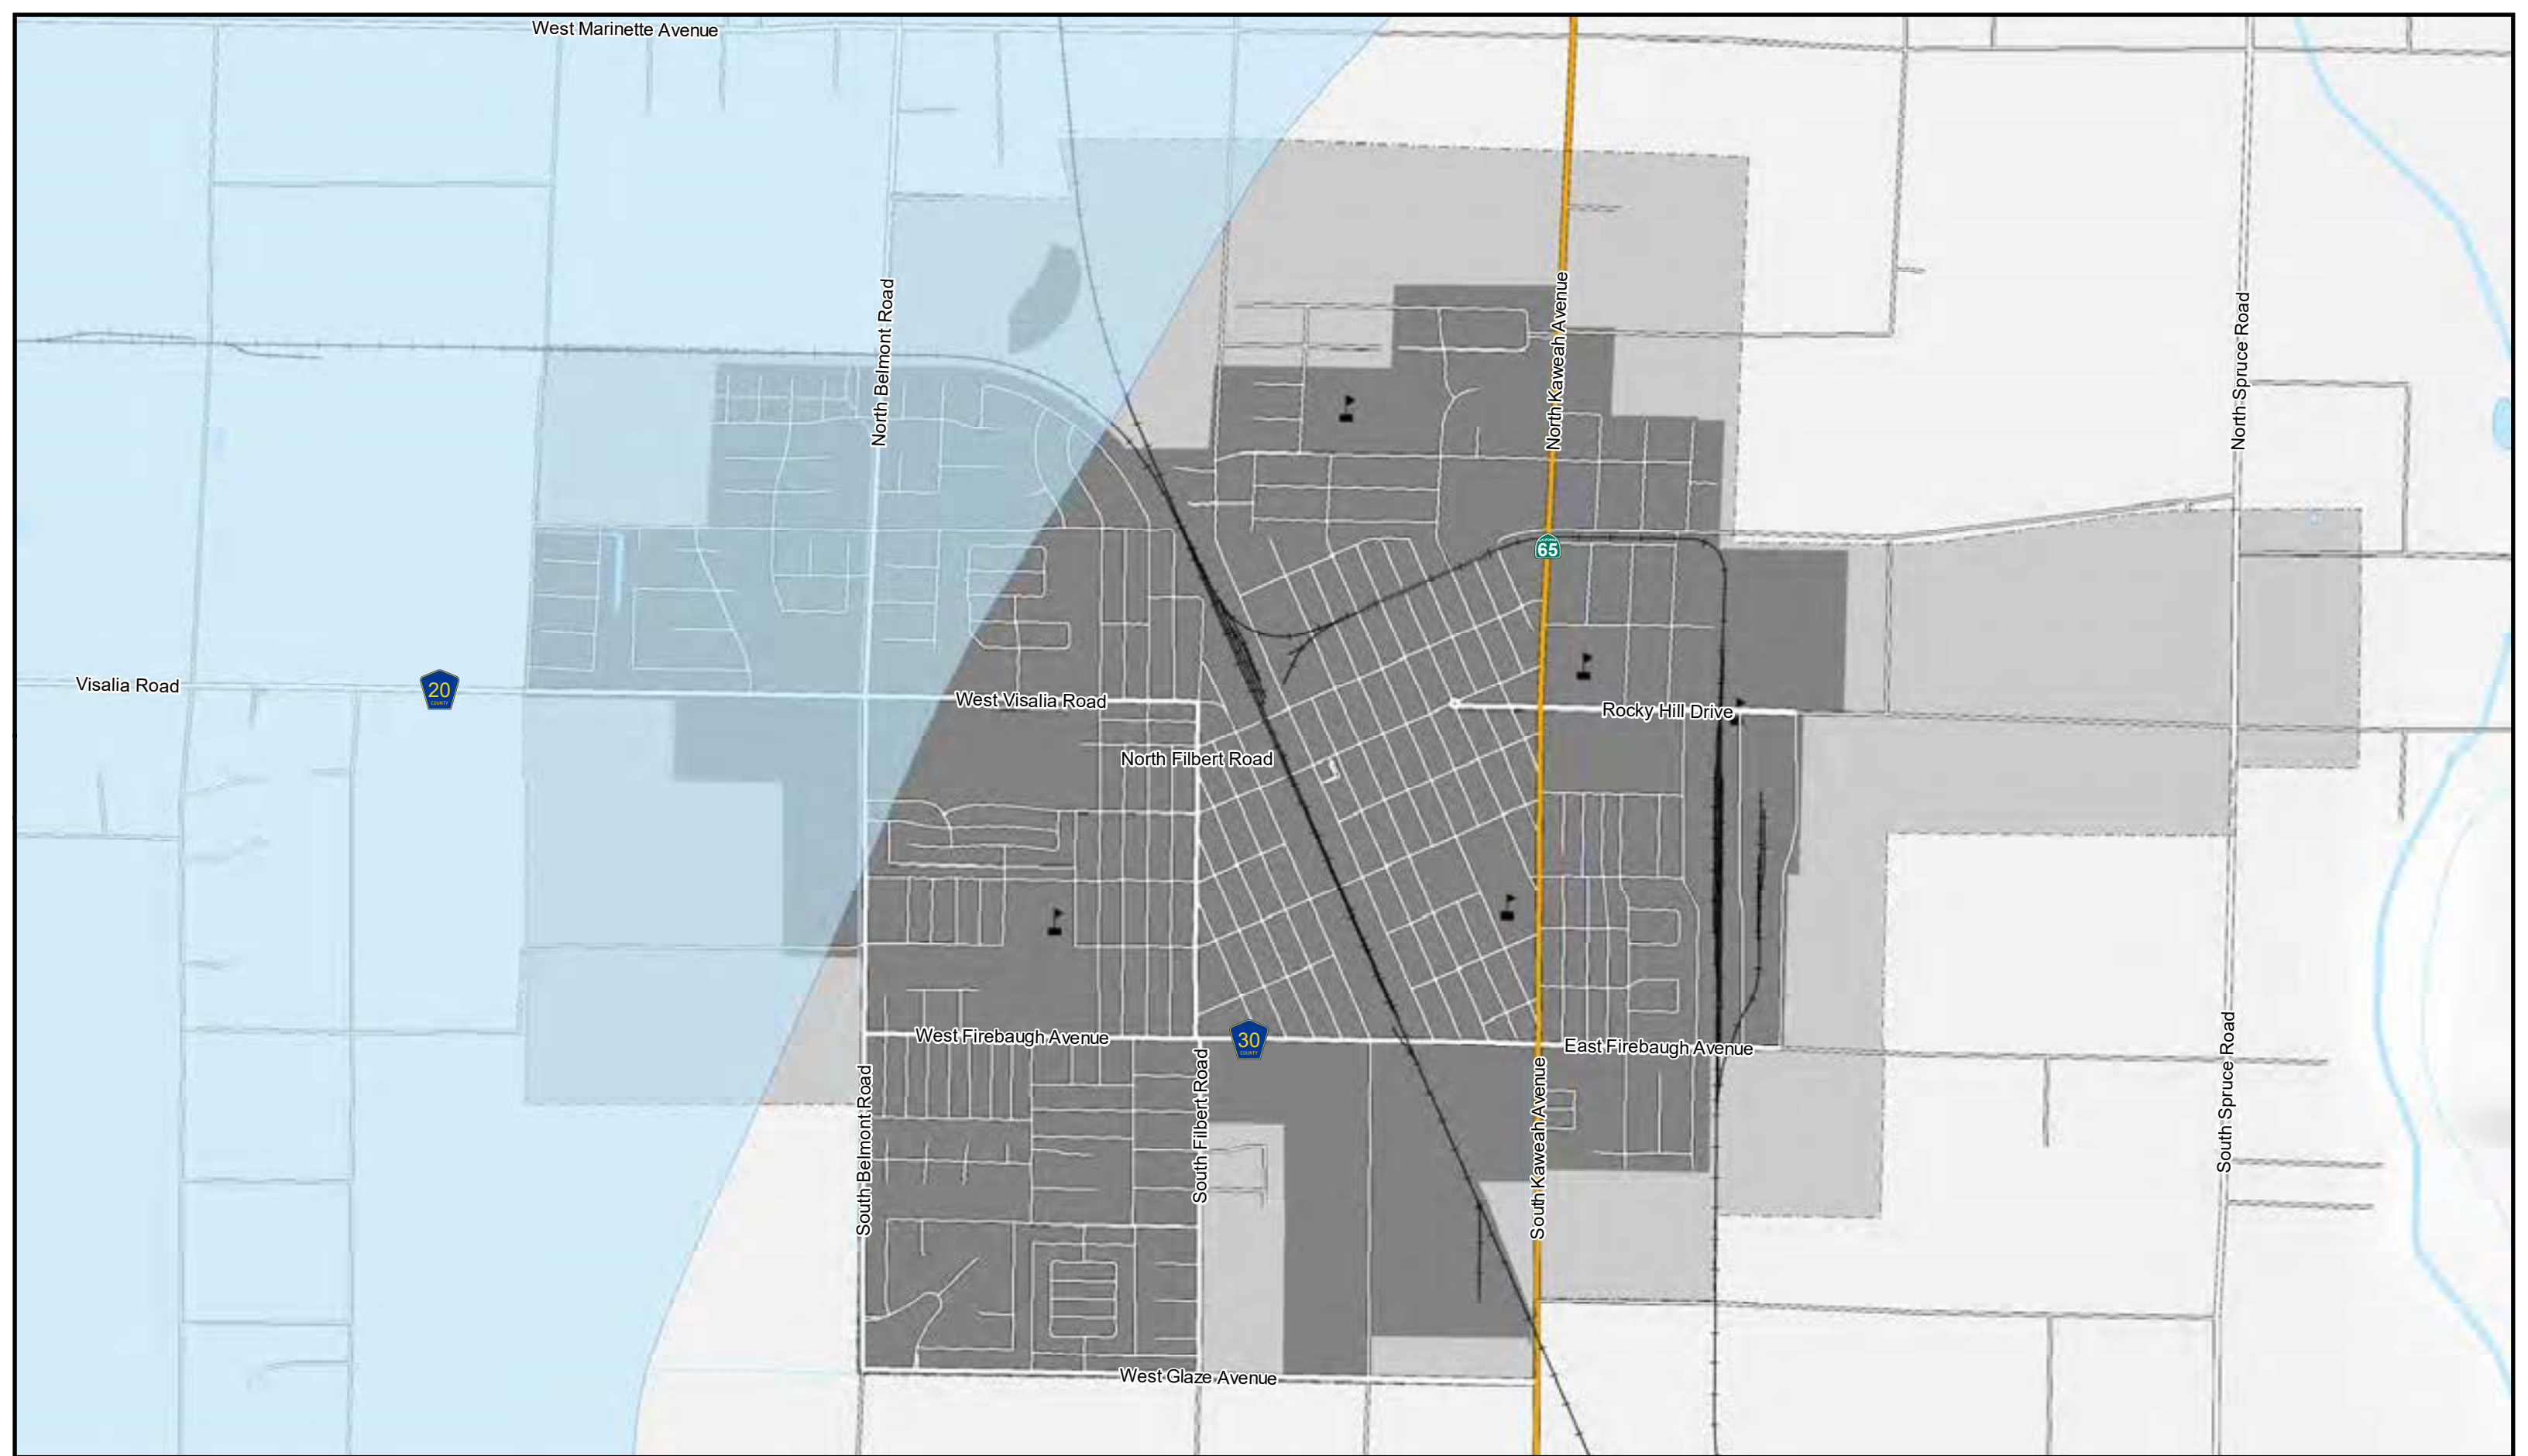 West Marinette Avenue
North Belmont Road
North Kaweah Avenue
North Spruce Road
65
Visalia Road
20
COUNTY
West Visalia Road
Rocky Hill Drive
North Filbert Road
West Firebaugh Avenue
30
COUNTY
East Firebaugh Avenue
South Belmont Road
South Filbert Road
South Kaweah Avenue
South Spruce Road
West Glaze Avenue